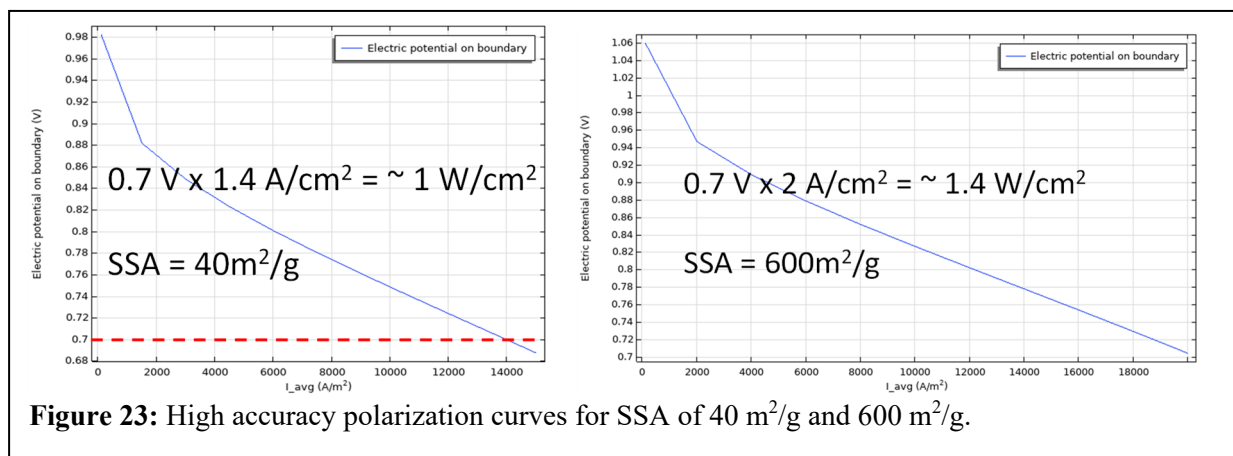 Electric potential on boundary
Electric potential on boundary (V)
0.98
0.96
0.94
0.92
0.9
0.88
0.86
0.84
0.82
0.8
0.78
0.76
0.74
0.72
0.7
0.68
0.7 V x 1.4 A/cm² = ~ 1 W/cm²
SSA = 40m²/g
0 2000 4000 6000 8000 10000 12000 14000
I_avg (A/m²)
Electric potential on boundary
Electric potential on boundary (V)
1.06
1.04
1.02
1
0.98
0.96
0.94
0.92
0.9
0.88
0.86
0.84
0.82
0.8
0.78
0.76
0.74
0.72
0.7
0.7 V x 2 A/cm² = ~ 1.4 W/cm²
SSA = 600m²/g
0 2000 4000 6000 8000 10000 12000 14000 16000 18000
I_avg (A/m²)
Figure 23: High accuracy polarization curves for SSA of 40 m²/g and 600 m²/g.